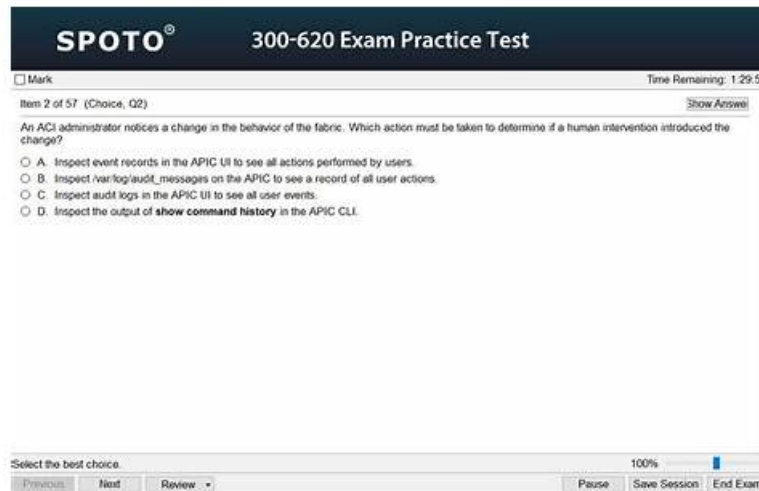 SPOTO® 300-620 Exam Practice Test
Mark Time Remaining: 1:29:5
Item 2 of 57 (Choice, Q2) Show Answe
An ACI administrator notices a change in the behavior of the fabric. Which action must be taken to determine if a human intervention introduced the
change?
A. Inspect event records in the APIC UI to see all actions performed by users.
B. Inspect /var/log/audit_messages on the APIC to see a record of all user actions.
C. Inspect audit logs in the APIC UI to see all user events.
D. Inspect the output of show command history in the APIC CLI.
Select the best choice. 100%
Previous Next Review Pause Save Session End Exam